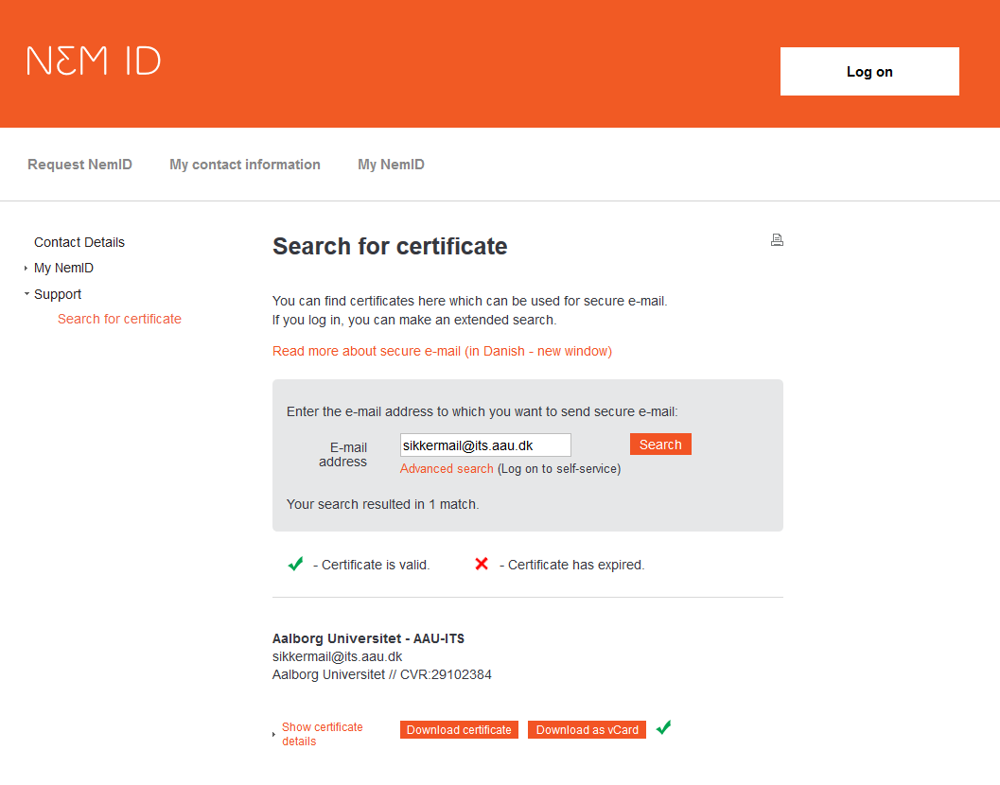 NEM ID
Log on
Request NemID My contact information My NemID
Contact Details
My NemID
Support
Search for certificate
Search for certificate
You can find certificates here which can be used for secure e-mail.
If you log in, you can make an extended search.
Read more about secure e-mail (in Danish - new window)
Enter the e-mail address to which you want to send secure e-mail:
E-mail
address
sikkermail@its.aau.dk
Search
Advanced search (Log on to self-service)
Your search resulted in 1 match.
- Certificate is valid. - Certificate has expired.
Aalborg Universitet - AAU-ITS
sikkermail@its.aau.dk
Aalborg Universitet // CVR:29102384
Show certificate
details
Download certificate Download as vCard